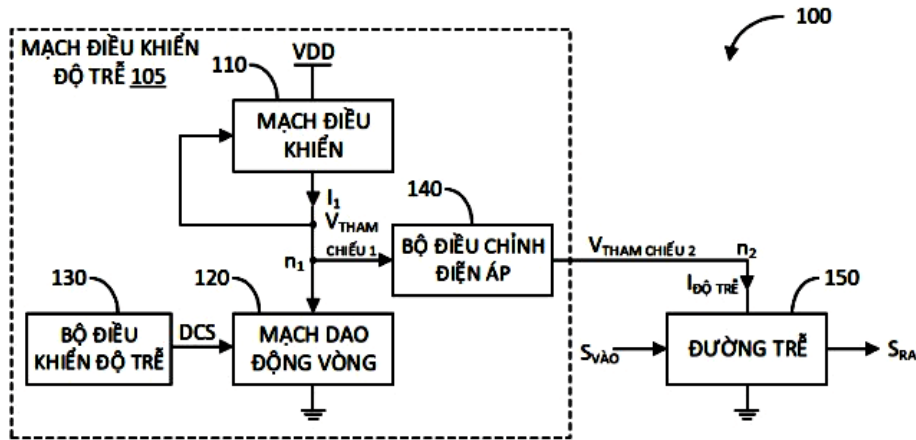 100
MẠCH ĐIỀU KHIỂN
ĐỘ TRỄ 105
VDD
110
MẠCH ĐIỀU
KHIỂN
I1
VTHAM
CHIẾU 1
n1
140
BỘ ĐIỀU CHỈNH
ĐIỆN ÁP
VTHAM CHIẾU 2
n2
IĐỘ TRỄ
130
BỘ ĐIỀU
KHIỂN ĐỘ TRỄ
DCS
120
MẠCH DAO
ĐỘNG VÒNG
150
SVÀO
ĐƯỜNG TRỄ
SRA